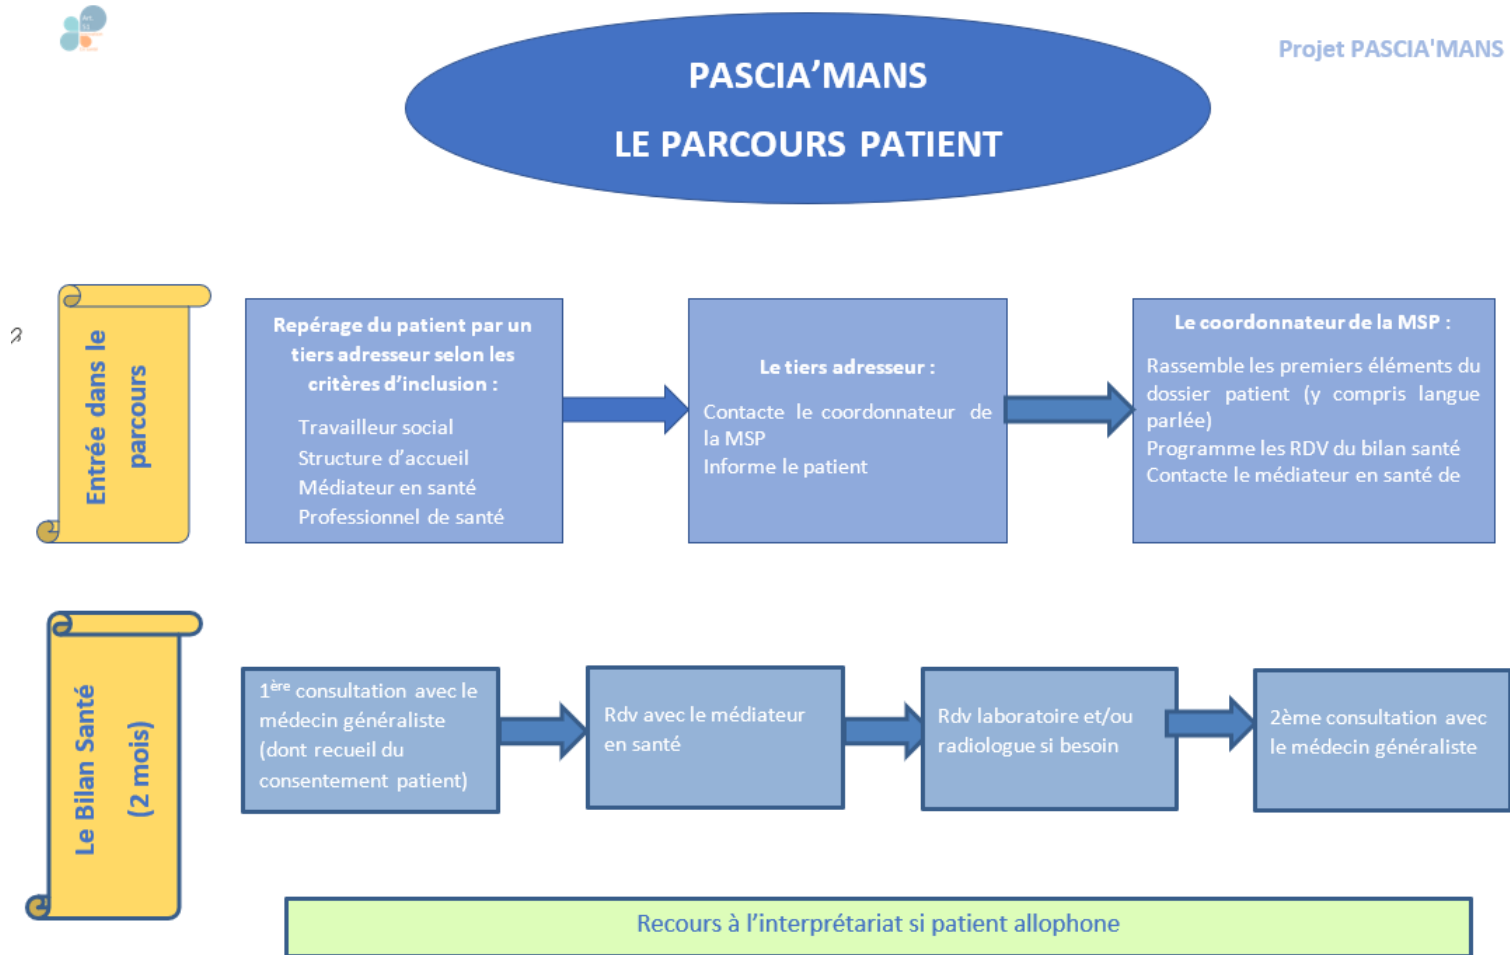 Art.
51
Projet PASCIA'MANS
PASCIA’MANS
LE PARCOURS PATIENT
Entrée dans le
parcours
Repérage du patient par un
tiers adresseur selon les
critères d’inclusion :
Travailleur social
Structure d’accueil
Médiateur en santé
Professionnel de santé
Le tiers adresseur :
Contacte le coordonnateur de
la MSP
Informe le patient
Le coordonnateur de la MSP :
Rassemble les premiers éléments du
dossier patient (y compris langue
parlée)
Programme les RDV du bilan santé
Contacte le médiateur en santé de
Le Bilan Santé
(2 mois)
1ère consultation avec le
médecin généraliste
(dont recueil du
consentement patient)
Rdv avec le médiateur
en santé
Rdv laboratoire et/ou
radiologue si besoin
2ème consultation avec
le médecin généraliste
Recours à l’interprétariat si patient allophone